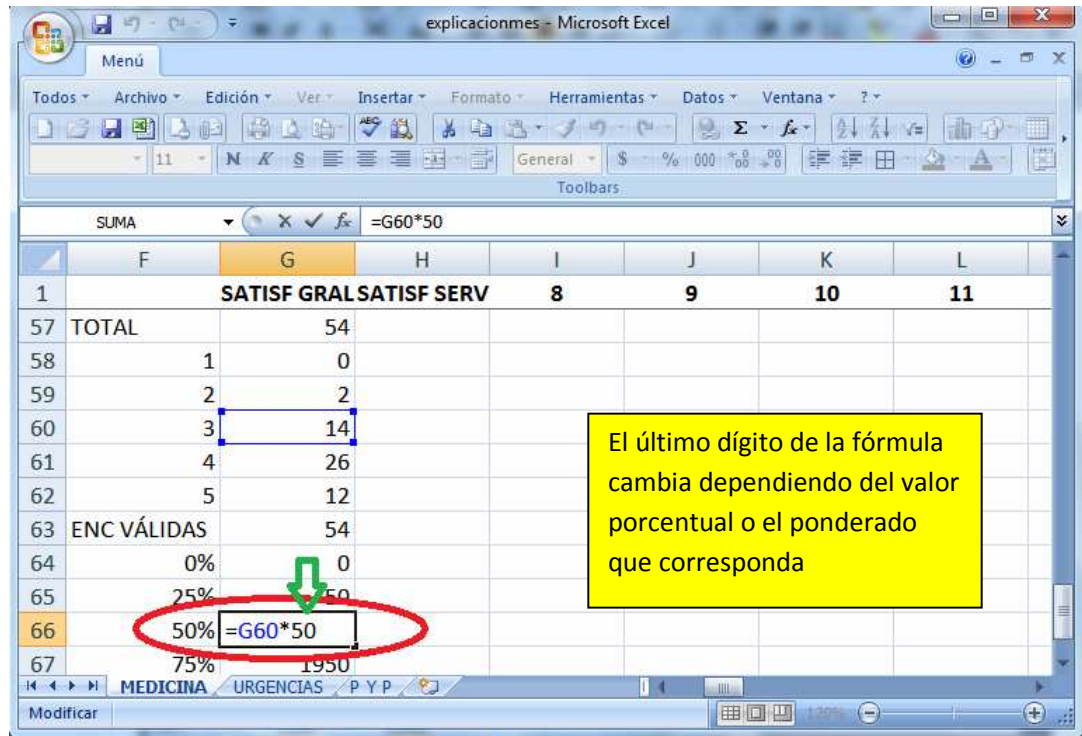 explicacionmes - Microsoft Excel
Menú
Todos Archivo Edición Ver Insertar Formato Herramientas Datos Ventana ?
11 N K S General $ % 000
Toolbars
SUMA fx =G60*50
F G H I J K L
1 SATISF GRAL SATISF SERV 8 9 10 11
57 TOTAL 54
58 1 0
59 2 2
60 3 14
61 4 26
62 5 12
63 ENC VÁLIDAS 54
64 0% 0
65 25% 50
66 50% =G60*50
67 75% 1950
El último dígito de la fórmula
cambia dependiendo del valor
porcentual o el ponderado
que corresponda
MEDICINA URGENCIAS P Y P
Modificar 120%